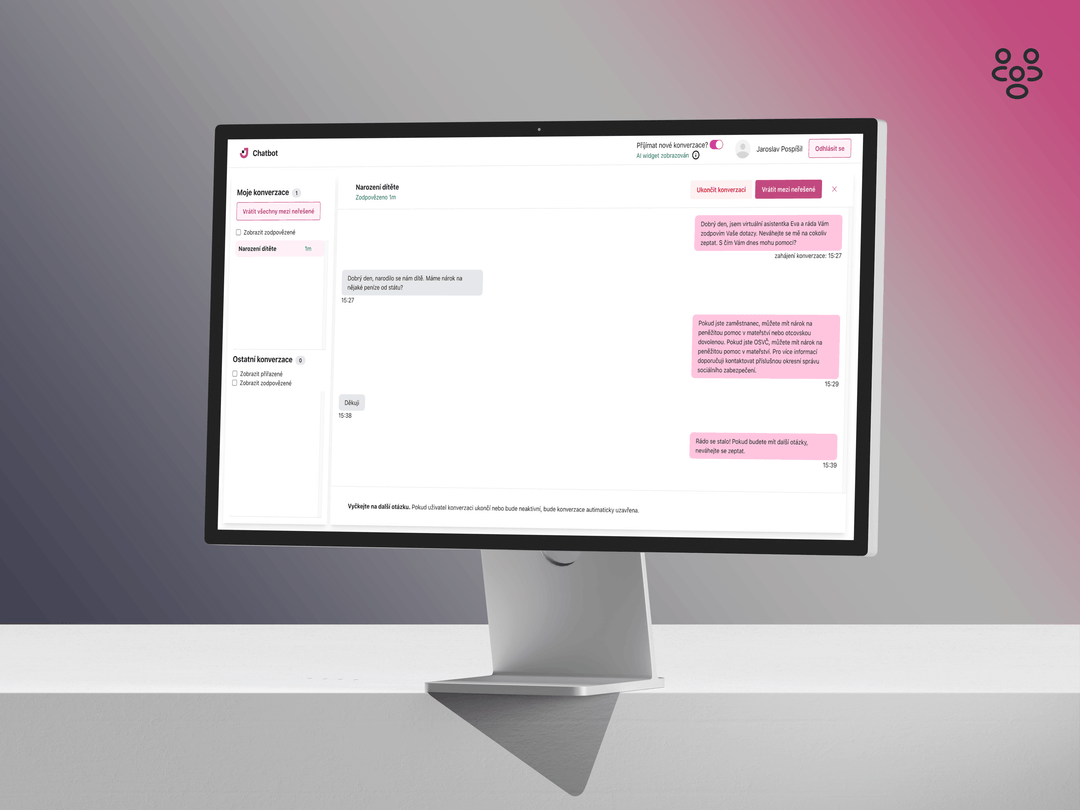 Chatbot
Přijímat nové konverzace?
AI widget zobrazován
Jaroslav Pospíšil
Odhlásit se
Moje konverzace 1
Vrátit všechny mezi neřešené
Zobrazit zodpovězené
Narození dítěte 1m
Ostatní konverzace 0
Zobrazit přiřazené
Zobrazit zodpovězené
Narození dítěte
Zodpovězeno 1m
Ukončit konverzaci
Vrátit mezi neřešené
Dobrý den, jsem virtuální asistentka Eva a ráda Vám
zodpovím Vaše dotazy. Neváhejte se mě na cokoliv
zeptat. S čím Vám dnes mohu pomoci?
zahájení konverzace: 15:27
Dobrý den, narodilo se nám dítě. Máme nárok na
nějaké peníze od státu?
15:27
Pokud jste zaměstnanec, můžete mít nárok na
peněžitou pomoc v mateřství nebo otcovskou
dovolenou. Pokud jste OSVČ, můžete mít nárok na
peněžitou pomoc v mateřství. Pro více informací
doporučuji kontaktovat příslušnou okresní správu
sociálního zabezpečení.
15:29
Děkuji
15:38
Rádo se stalo! Pokud budete mít další otázky,
neváhejte se zeptat.
15:39
Vyčkejte na další otázku. Pokud uživatel konverzaci ukončí nebo bude neaktivní, bude konverzace autimaticky uzavřena.